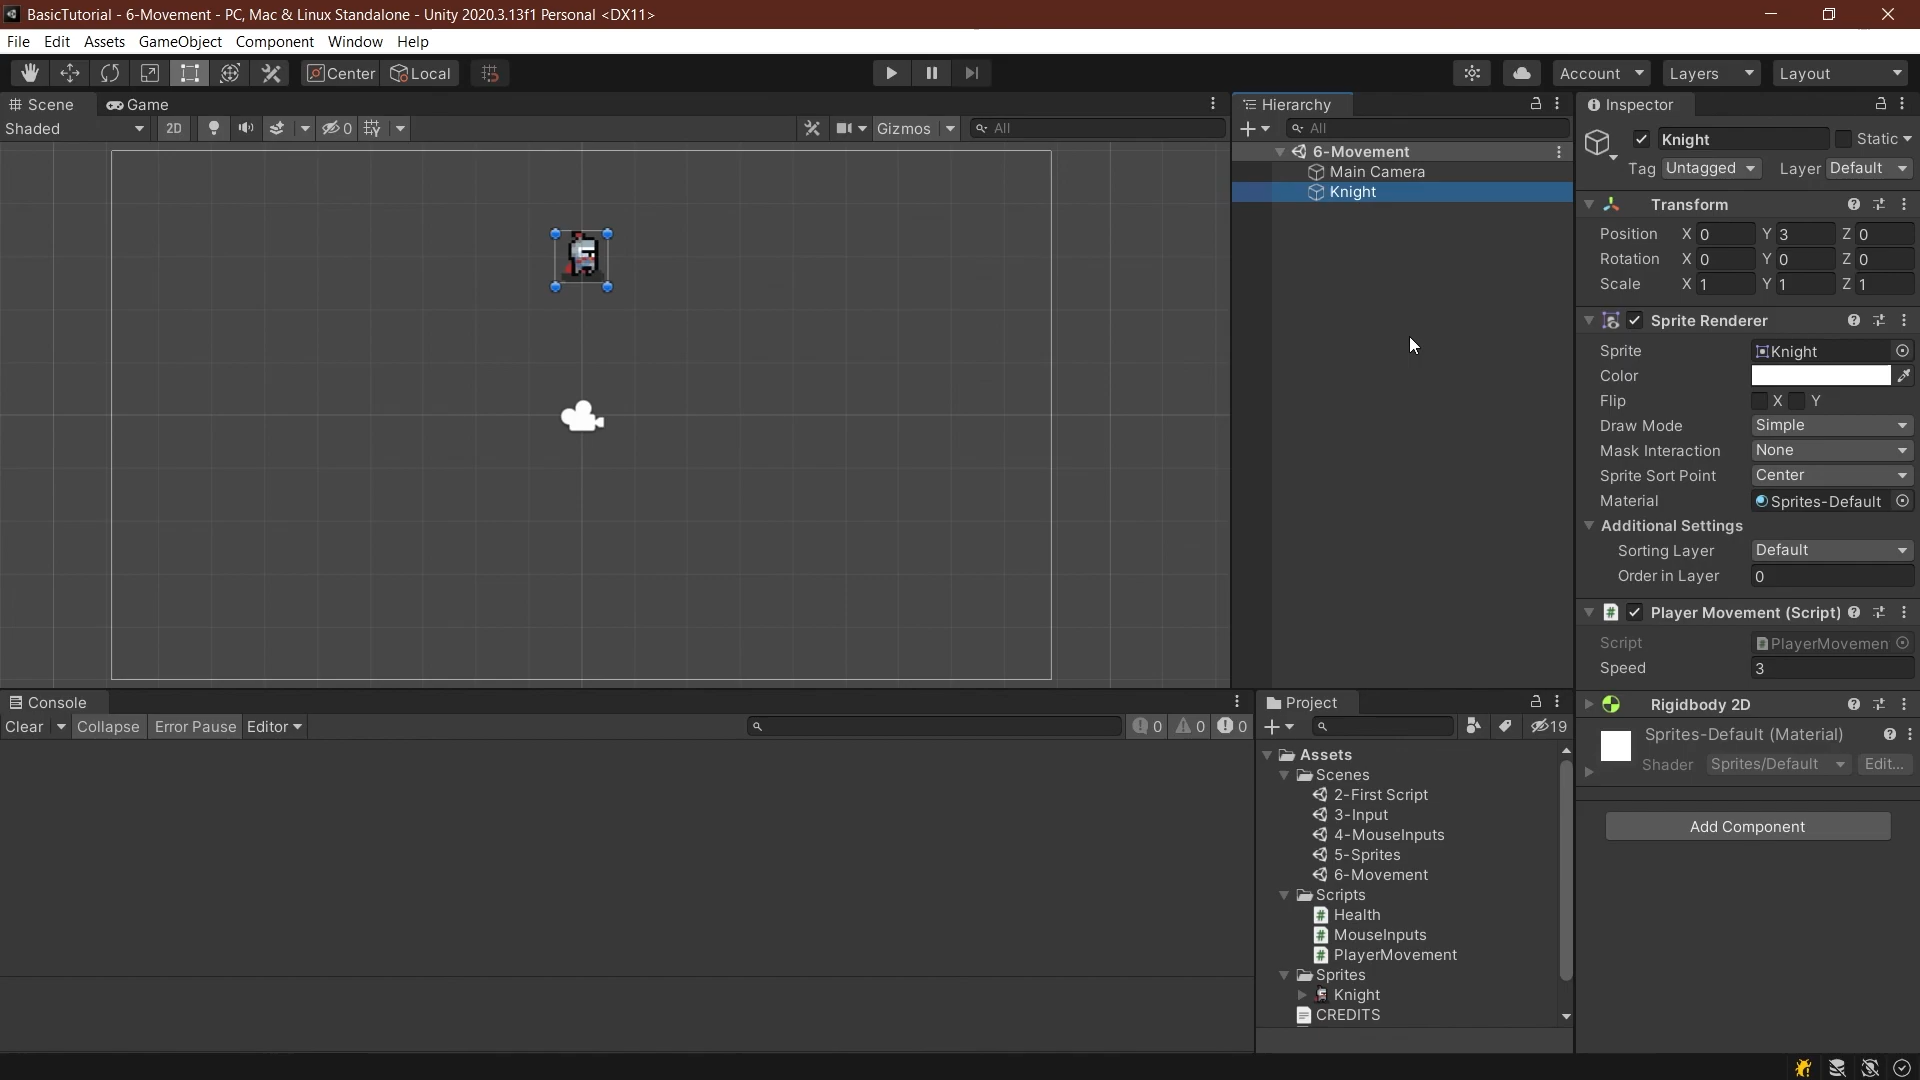 BasicTutorial - 6-Movement - PC, Mac & Linux Standalone - Unity 2020.3.13f1 Personal <DX11>
File Edit Assets GameObject Component Window Help
Center Local Account Layers Layout
Scene Game
Shaded 2D 0 Gizmos All
Hierarchy
All
6-Movement
Main Camera
Knight
Inspector
Knight Static
Tag Untagged Layer Default
Transform
Position X 0 Y 3 Z 0
Rotation X 0 Y 0 Z 0
Scale X 1 Y 1 Z 1
Sprite Renderer
Sprite Knight
Color
Flip X Y
Draw Mode Simple
Mask Interaction None
Sprite Sort Point Center
Material Sprites-Default
Additional Settings
Sorting Layer Default
Order in Layer 0
# Player Movement (Script)
Script PlayerMovemen
Speed 3
Rigidbody 2D
Sprites-Default (Material)
Shader Sprites/Default Edit...
Add Component
Console
Clear Collapse Error Pause Editor 0 0 0
Project
19
Assets
Scenes
2-First Script
3-Input
4-MouseInputs
5-Sprites
6-Movement
Scripts
# Health
# MouseInputs
# PlayerMovement
Sprites
Knight
CREDITS